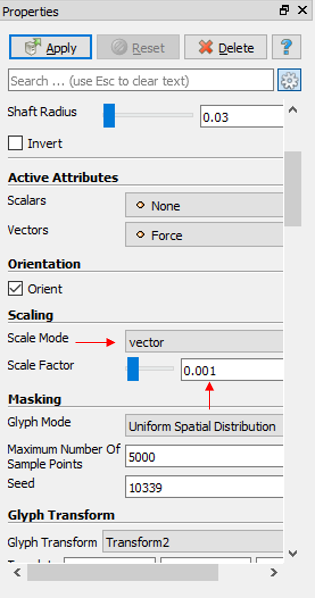 Properties
Apply Reset Delete ?
Search ... (use Esc to clear text)
Shaft Radius 0.03
Invert
Active Attributes
Scalars None
Vectors Force
Orientation
Orient
Scaling
Scale Mode vector
Scale Factor 0.001
Masking
Glyph Mode Uniform Spatial Distribution
Maximum Number Of
Sample Points 5000
Seed 10339
Glyph Transform
Glyph Transform Transform2